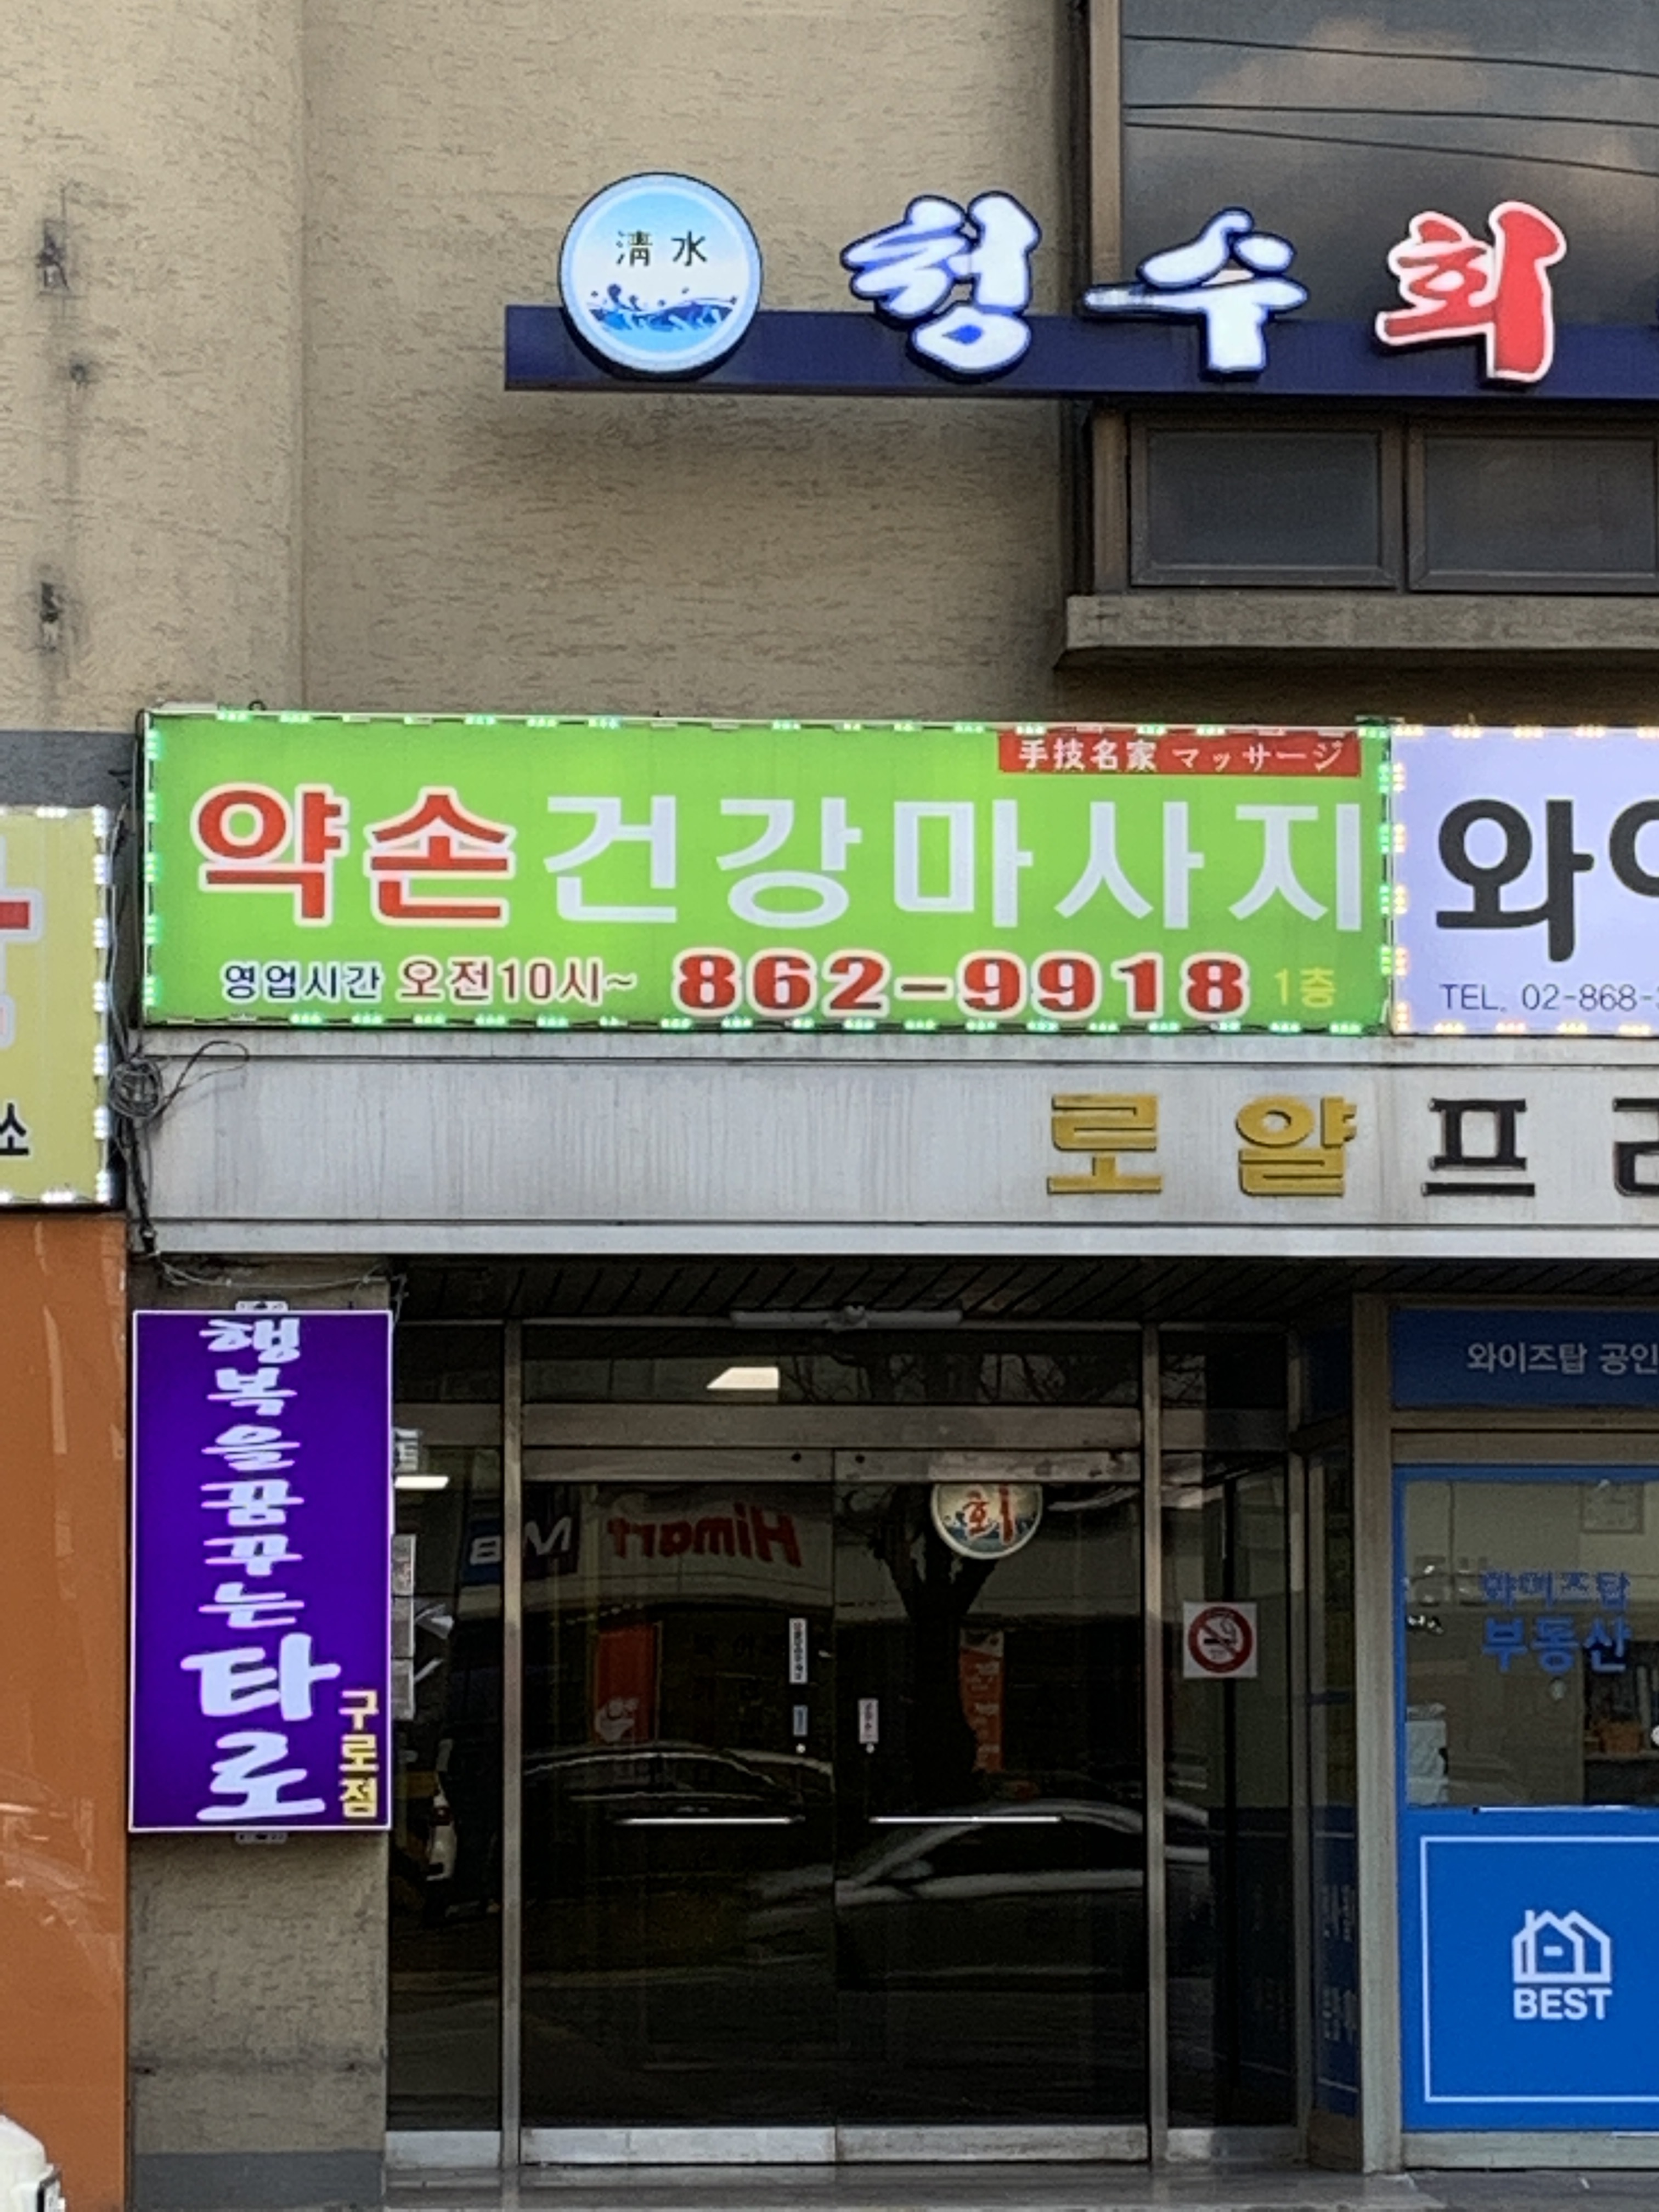 淸水
청수회
手技名家 マッサージ
약손건강마사지
영업시간 오전10시~ 862-9918 1층
와이
TEL. 02-868-
소
로얄프
행복을꿈꾸는타로
구로점
와이즈탑 공인
Himart
회
와이즈탑
부동산
BEST